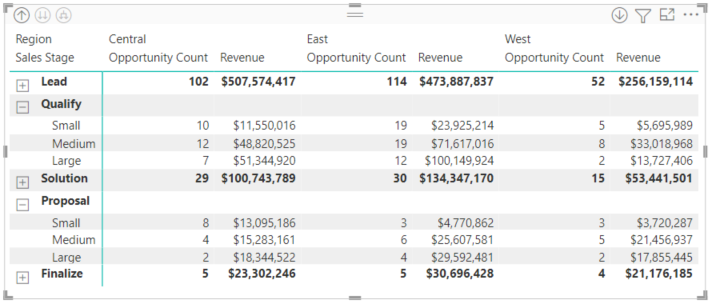 Region Central East West
Sales Stage Opportunity Count Revenue Opportunity Count Revenue Opportunity Count Revenue
Lead 102 $507,574,417 114 $473,887,837 52 $256,159,114
Qualify
Small 10 $11,550,016 19 $23,925,214 5 $5,695,989
Medium 12 $48,820,525 19 $71,617,016 8 $33,018,968
Large 7 $51,344,920 12 $100,149,924 2 $13,727,406
Solution 29 $100,743,789 30 $134,347,170 15 $53,441,501
Proposal
Small 8 $13,095,186 3 $4,770,862 3 $3,720,287
Medium 4 $15,283,161 6 $25,607,581 5 $21,456,937
Large 2 $18,344,522 4 $29,592,481 2 $17,855,445
Finalize 5 $23,302,246 5 $30,696,428 4 $21,176,185